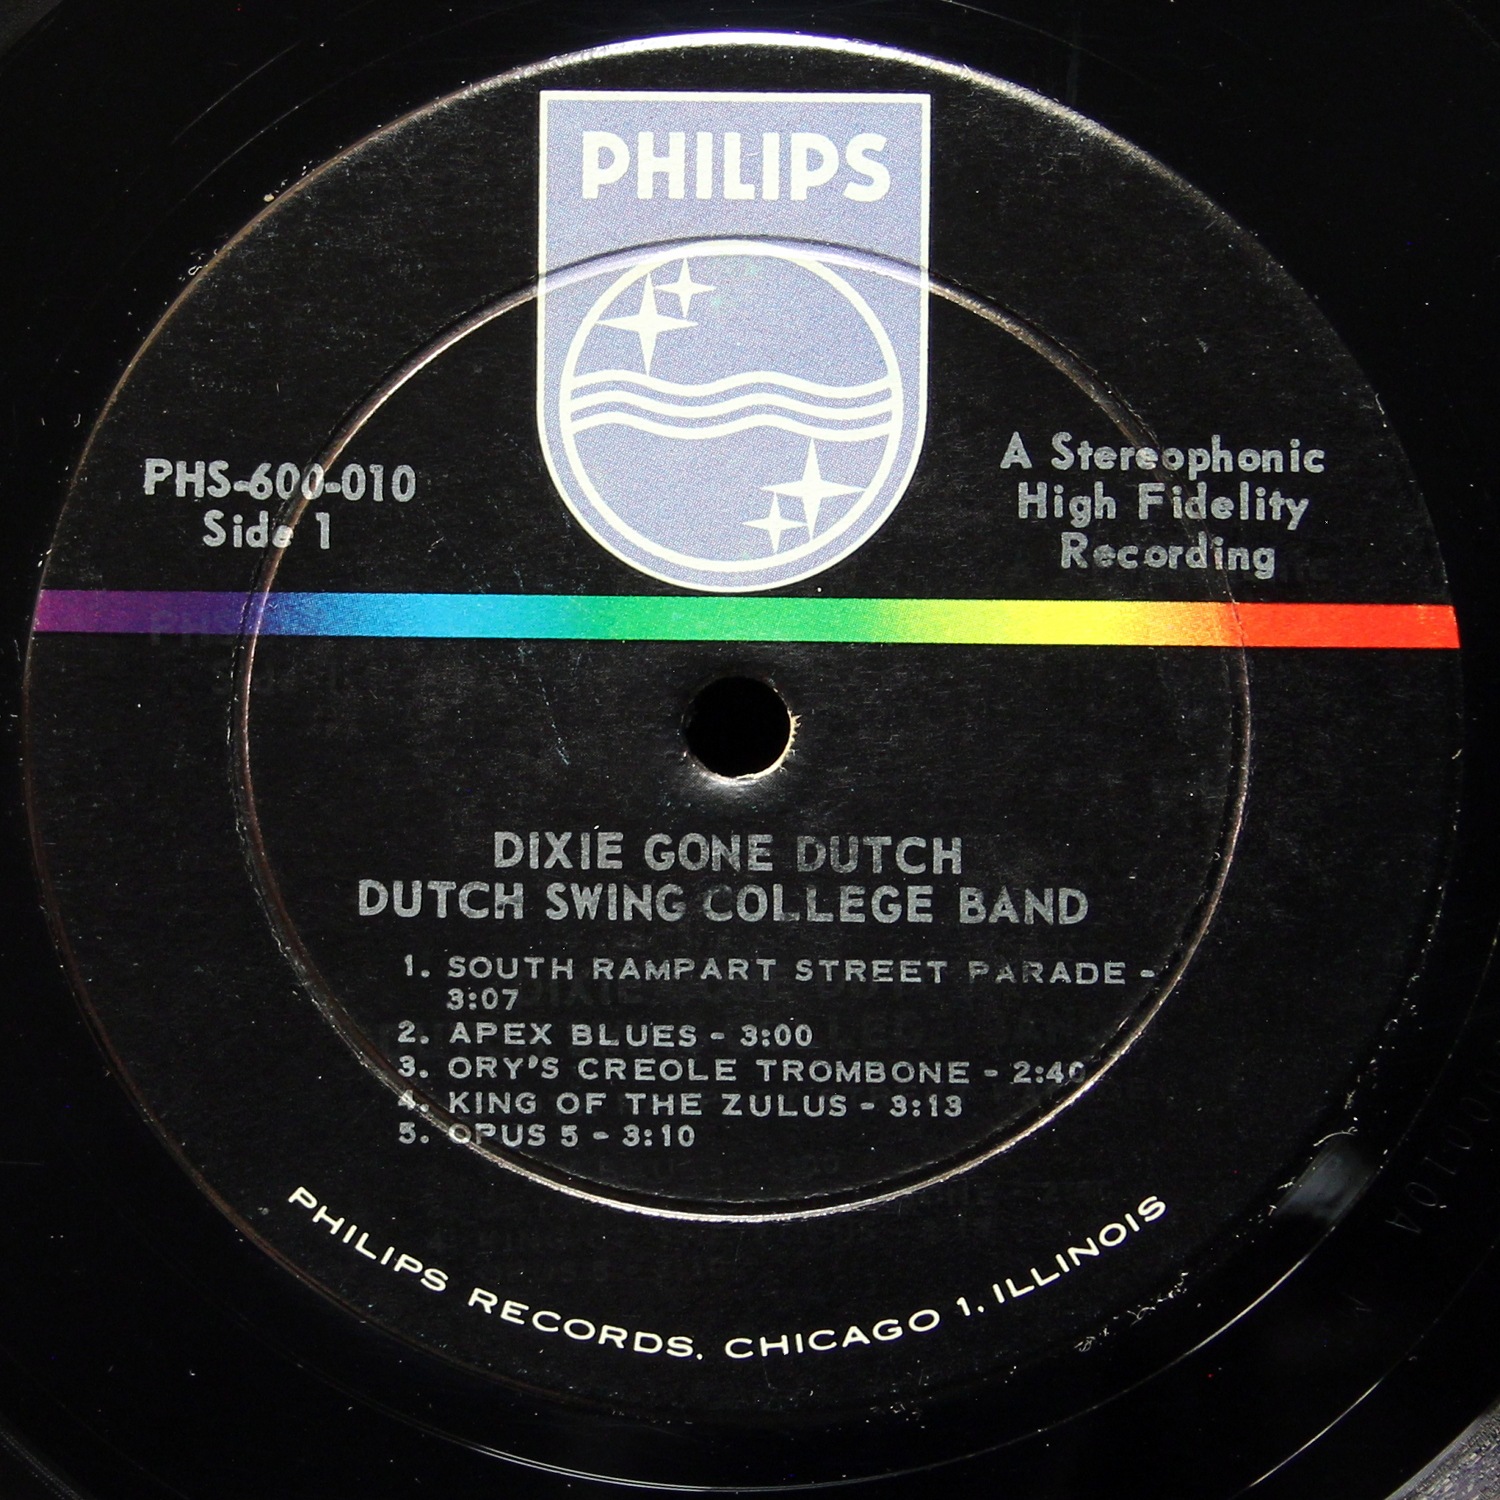 PHILIPS
PHS-600-010
Side 1
A Stereophonic
High Fidelity
Recording
DIXIE GONE DUTCH
DUTCH SWING COLLEGE BAND
1. SOUTH RAMPART STREET PARADE -
3:07
2. APEX BLUES - 3:00
3. ORY'S CREOLE TROMBONE - 2:40
4. KING OF THE ZULUS - 3:13
5. OPUS 5 - 3:10
PHILIPS RECORDS, CHICAGO 1, ILLINOIS